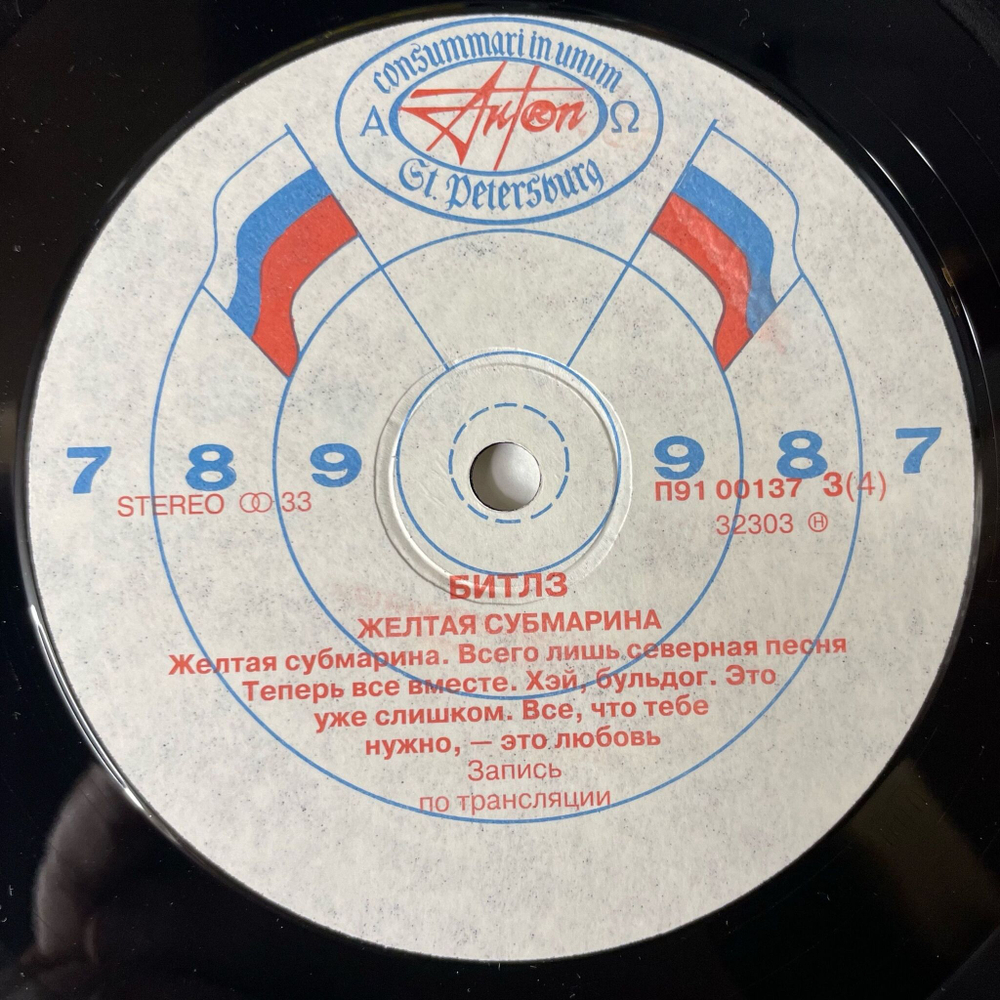 consummari in unum
А Антон Ω
St. Petersburg
7 8 9 9 8 7
STEREO 33
П91 00137 3(4)
32303 Ⓗ
БИТЛЗ
ЖЕЛТАЯ СУБМАРИНА
Желтая субмарина. Всего лишь северная песня
Теперь все вместе. Хэй, бульдог. Это
уже слишком. Все, что тебе
нужно, — это любовь
Запись
по трансляции